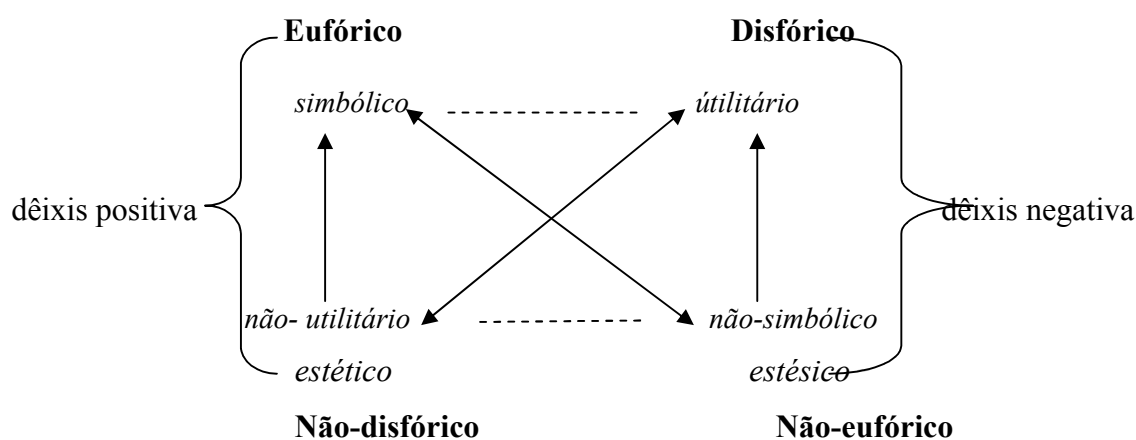 Eufórico Disfórico
simbólico útilitário
dêixis positiva dêixis negativa
não- utilitário não-simbólico
estético estésico
Não-disfórico Não-eufórico